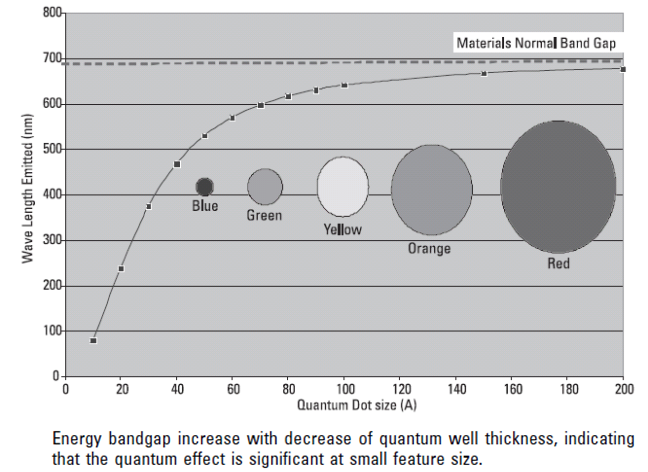 800
700
600
500
400
300
200
100
0
Wave Length Emitted (nm)
Materials Normal Band Gap
Blue
Green
Yellow
Orange
Red
0 20 40 60 80 100 120 140 160 180 200
Quantum Dot size (A)
Energy bandgap increase with decrease of quantum well thickness, indicating
that the quantum effect is significant at small feature size.